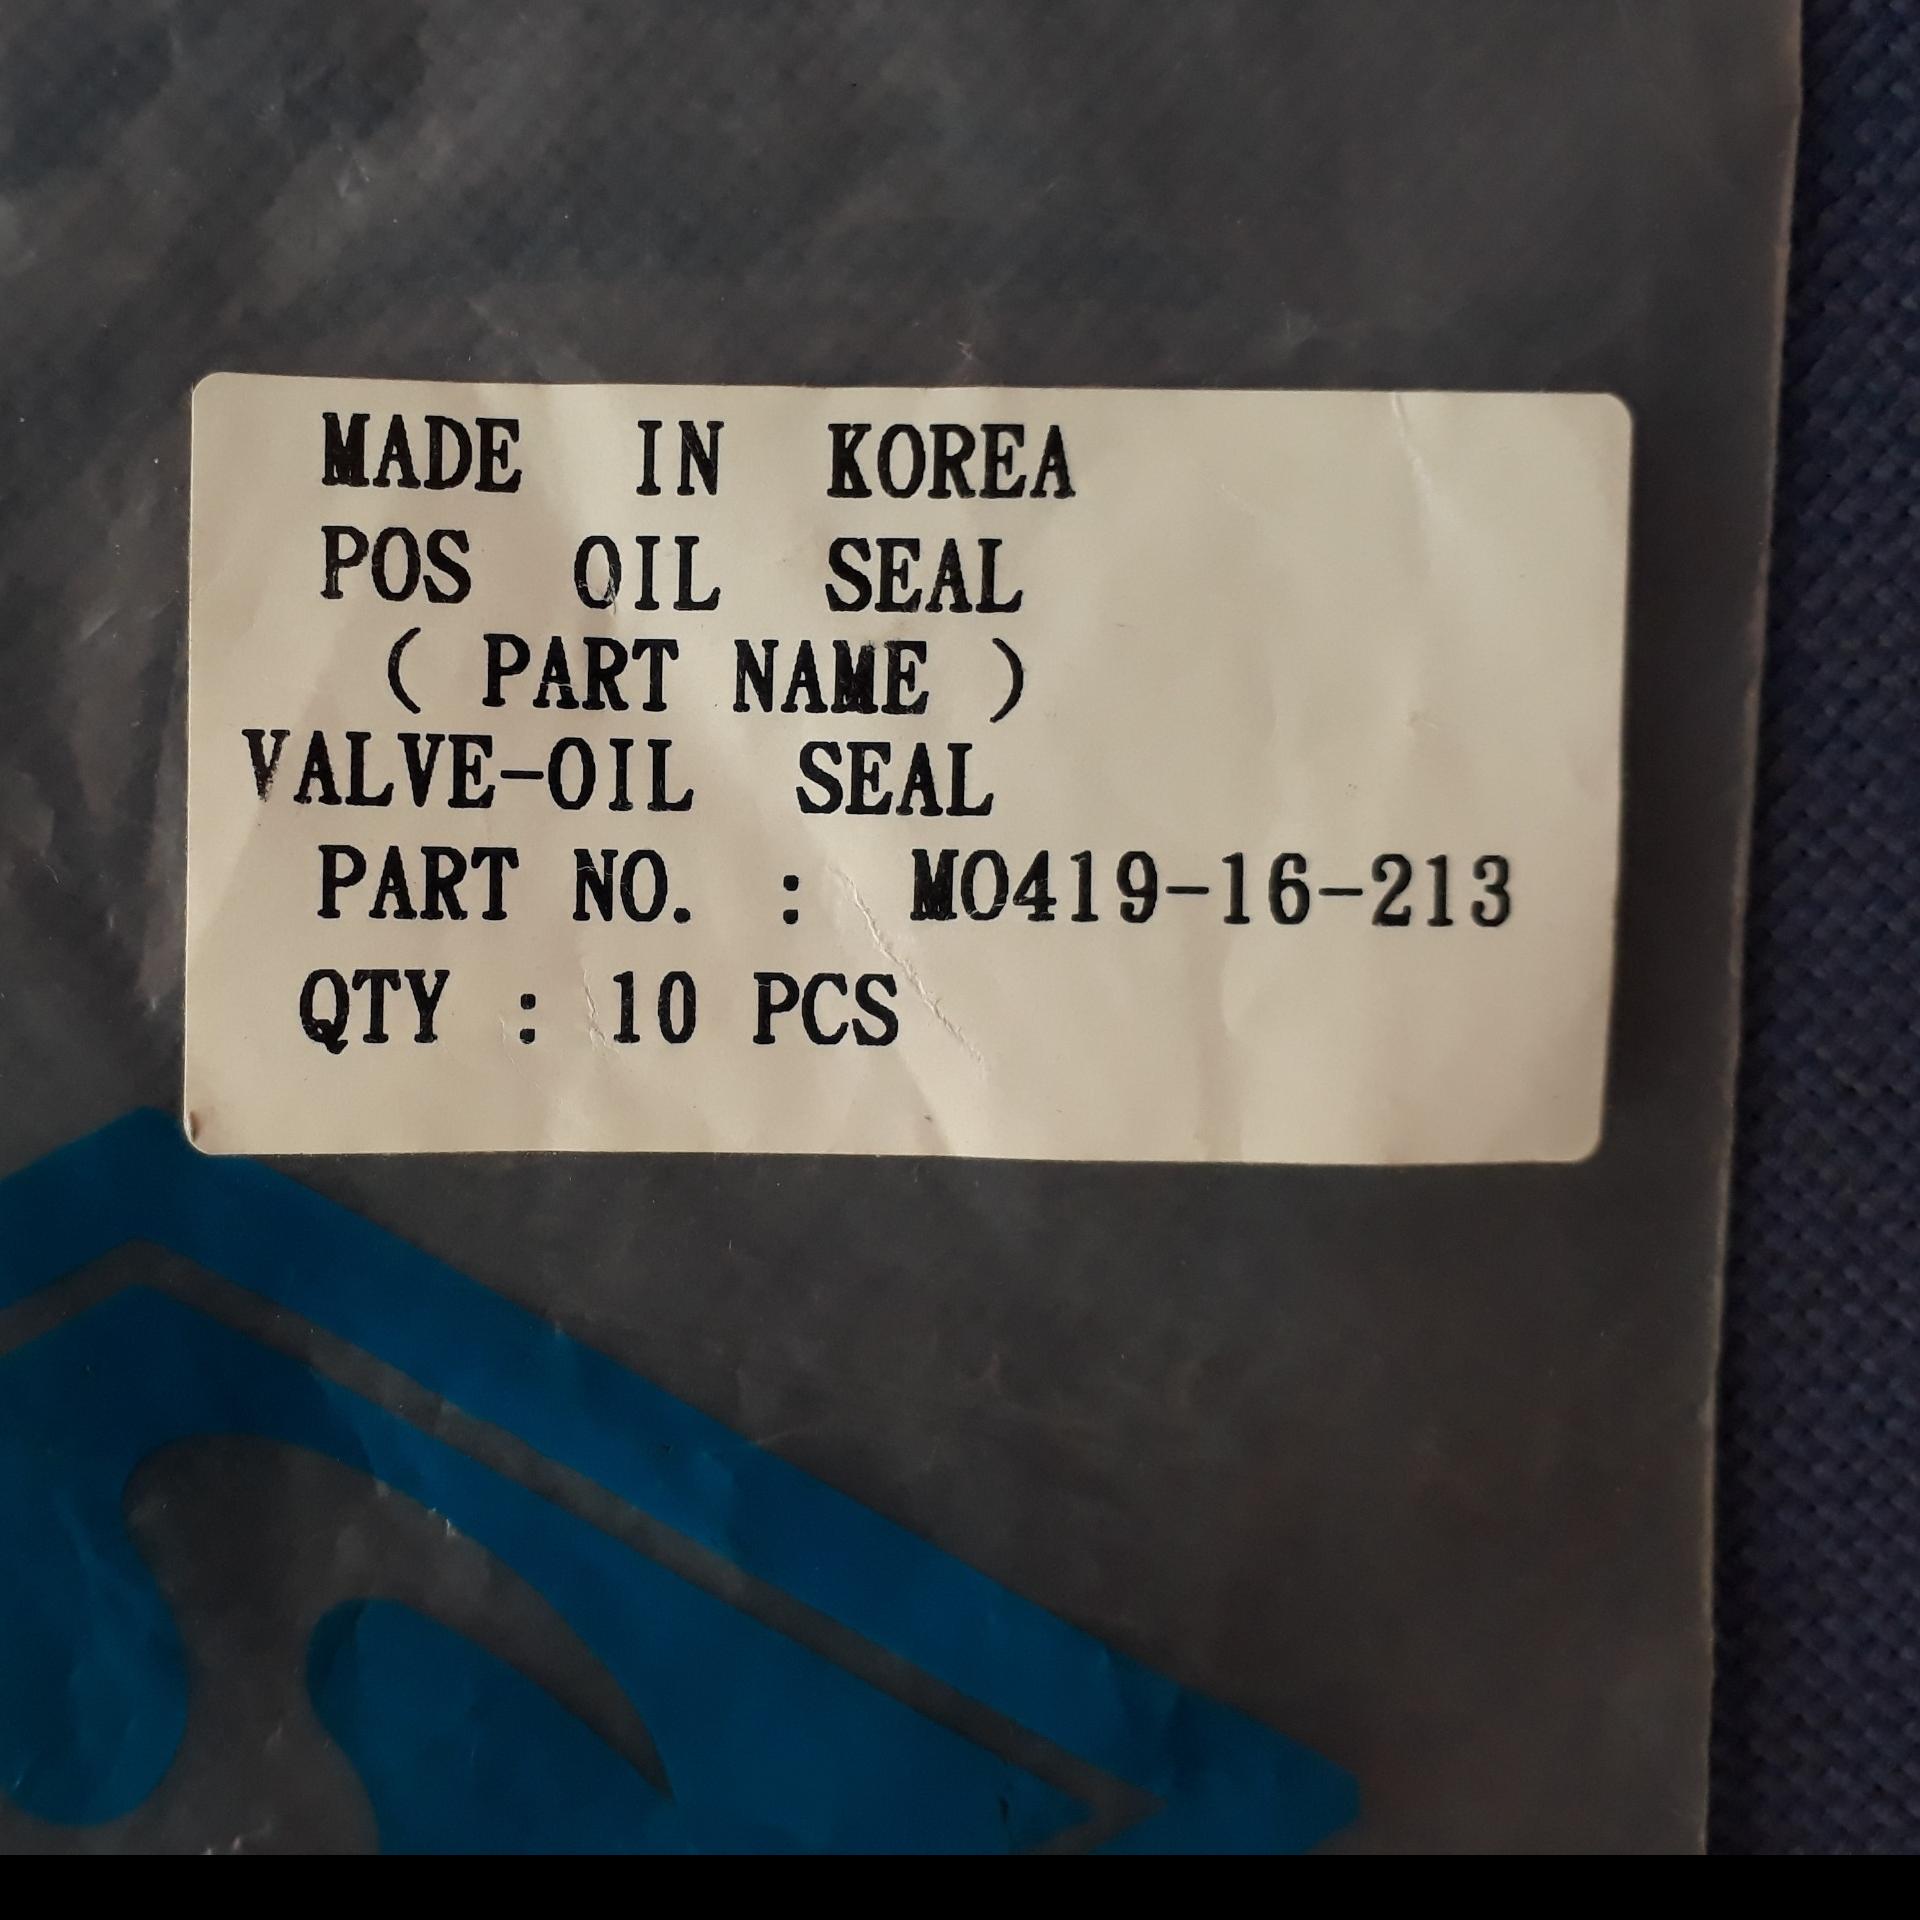 MADE IN KOREA
POS OIL SEAL
( PART NAME )
VALVE-OIL SEAL
PART NO. : MO419-16-213
QTY : 10 PCS